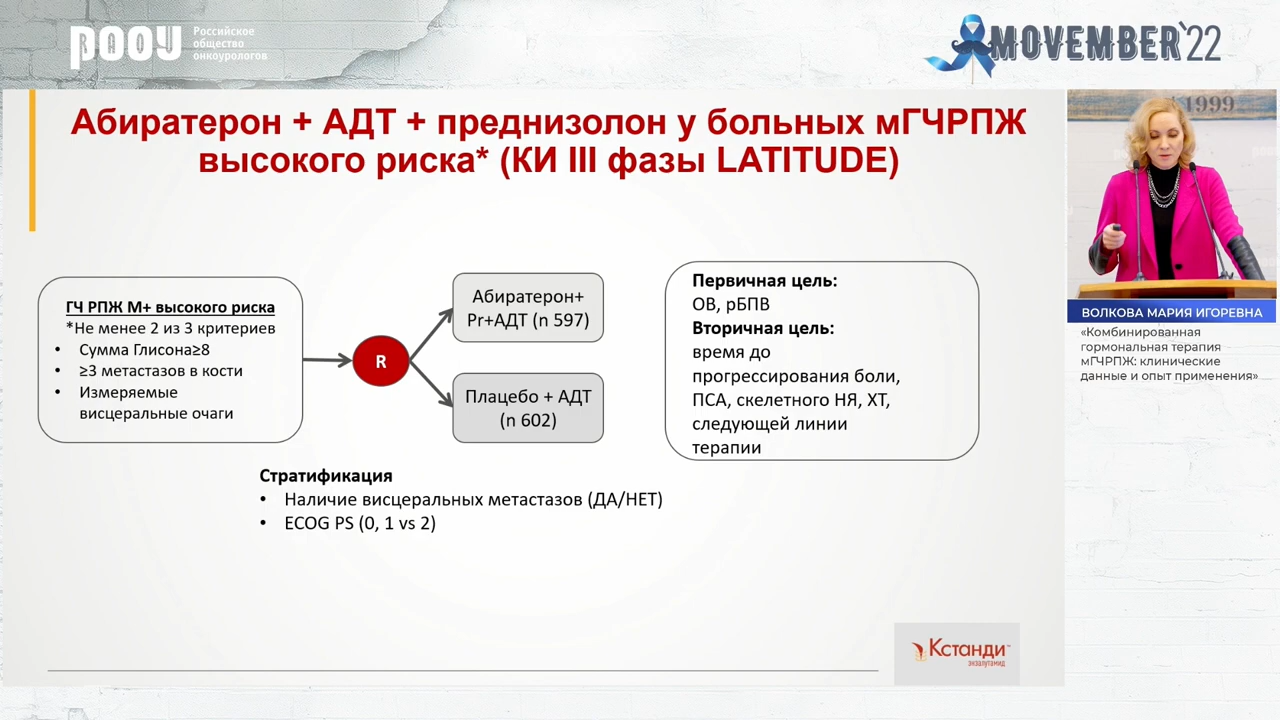 РООУ
Российское
общество
онкоурологов
MOVEMBER'22
Абиратерон + АДТ + преднизолон у больных мГЧРПЖ
высокого риска* (КИ III фазы LATITUDE)
1999
ГЧ РПЖ М+ высокого риска
*Не менее 2 из 3 критериев
• Сумма Глисона≥8
• ≥3 метастазов в кости
• Измеряемые
висцеральные очаги
R
Абиратерон+
Pr+АДТ (n 597)
Плацебо + АДТ
(n 602)
Первичная цель:
ОВ, рБПВ
Вторичная цель:
время до
прогрессирования боли,
ПСА, скелетного НЯ, ХТ,
следующей линии
терапии
Стратификация
• Наличие висцеральных метастазов (ДА/НЕТ)
• ECOG PS (0, 1 vs 2)
ВОЛКОВА МАРИЯ ИГОРЕВНА
«Комбинированная
гормональная терапия
мГЧРПЖ: клинические
данные и опыт применения»
Кстанди™
энзалутамид